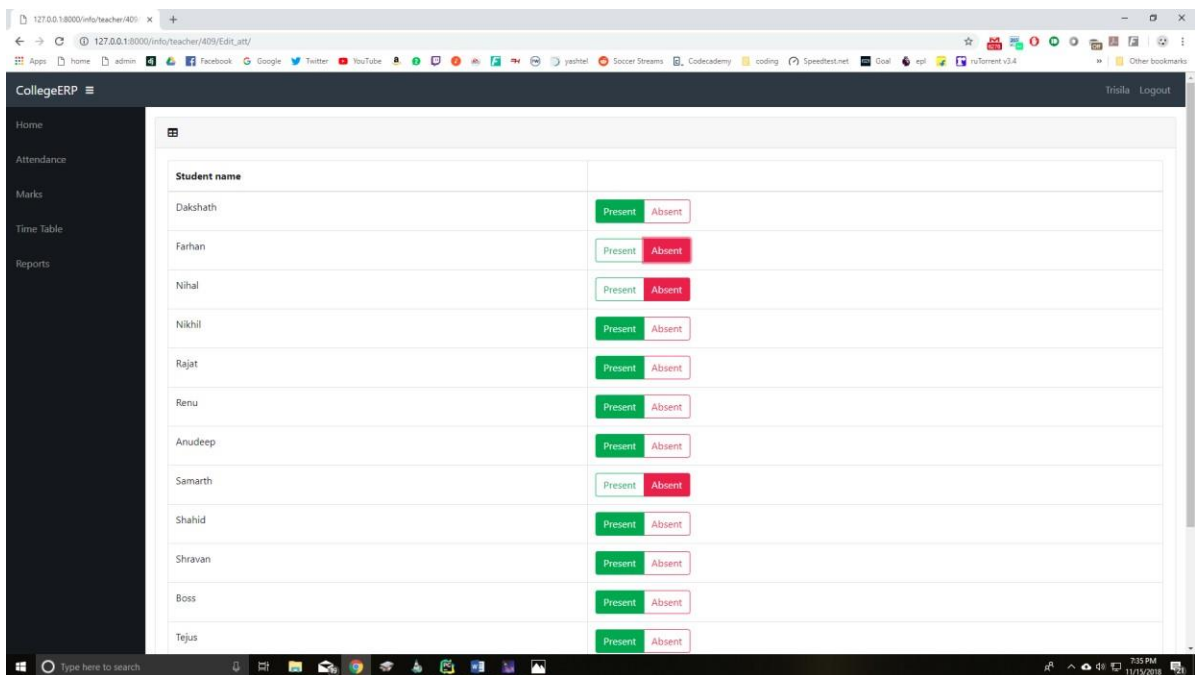 127.0.0.1:8000/info/teacher/409/
127.0.0.1:8000/info/teacher/409/Edit_att/
Apps home admin Facebook Google Twitter YouTube yashtel Soccer Streams Codecademy coding Speedtest.net Goal epl ruTorrent v3.4 » Other bookmarks
CollegeERP Trisila Logout
Home
Attendance
Marks
Time Table
Reports
Student name
Dakshath Present Absent
Farhan Present Absent
Nihal Present Absent
Nikhil Present Absent
Rajat Present Absent
Renu Present Absent
Anudeep Present Absent
Samarth Present Absent
Shahid Present Absent
Shravan Present Absent
Boss Present Absent
Tejus Present Absent
Type here to search
7:35 PM
11/15/2018